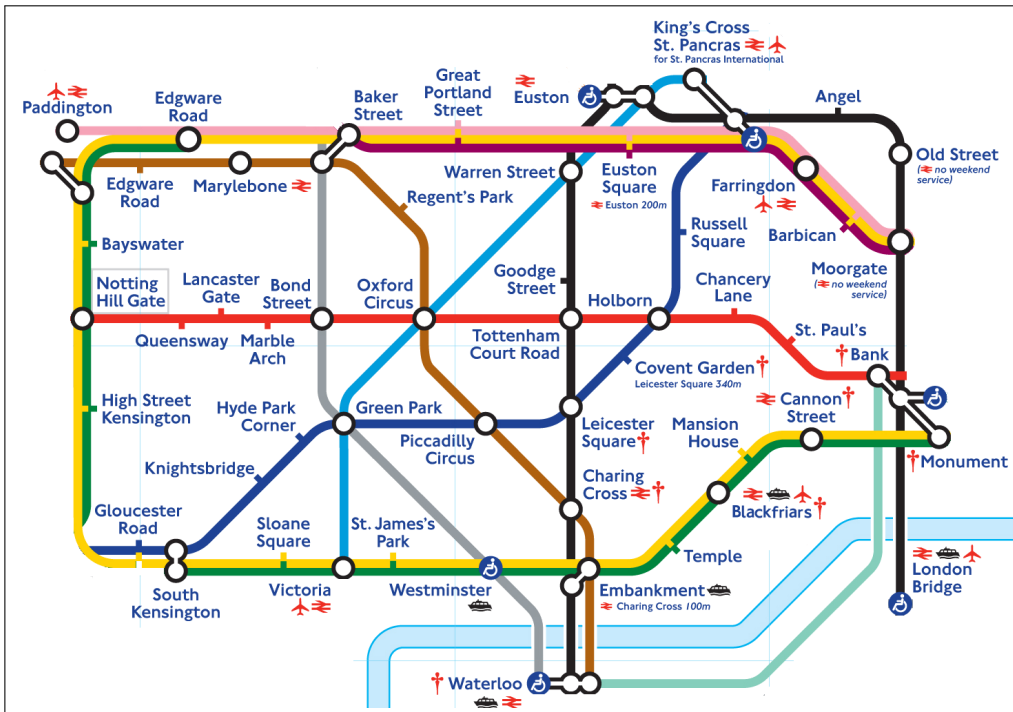 King's Cross
St. Pancras
for St. Pancras International
Paddington
Edgware
Road
Baker
Street
Great
Portland
Street
Euston
Angel
Edgware
Road
Marylebone
Regent's Park
Warren Street
Euston
Square
Euston 200m
Farringdon
Old Street
(no weekend
service)
Bayswater
Russell
Square
Barbican
Moorgate
(no weekend
service)
Notting
Hill Gate
Lancaster
Gate
Bond
Street
Oxford
Circus
Goodge
Street
Holborn
Chancery
Lane
St. Paul's
Queensway
Marble
Arch
Tottenham
Court Road
Bank
Covent Garden
Leicester Square 340m
Cannon
Street
High Street
Kensington
Hyde Park
Corner
Green Park
Piccadilly
Circus
Leicester
Square
Mansion
House
Monument
Knightsbridge
Charing
Cross
Blackfriars
Gloucester
Road
Sloane
Square
St. James's
Park
Temple
South
Kensington
Victoria
Westminster
Embankment
Charing Cross 100m
London
Bridge
Waterloo